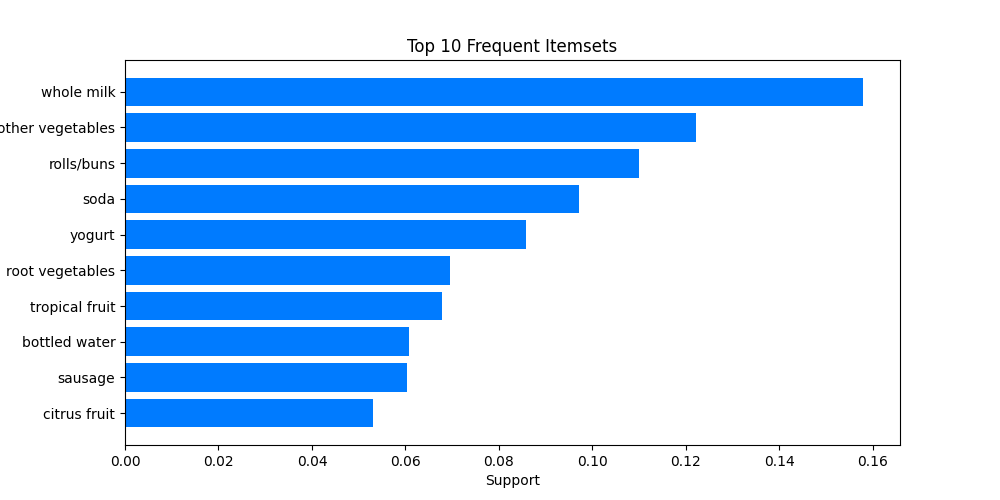 Top 10 Frequent Itemsets
whole milk
other vegetables
rolls/buns
soda
yogurt
root vegetables
tropical fruit
bottled water
sausage
citrus fruit
0.00 0.02 0.04 0.06 0.08 0.10 0.12 0.14 0.16
Support